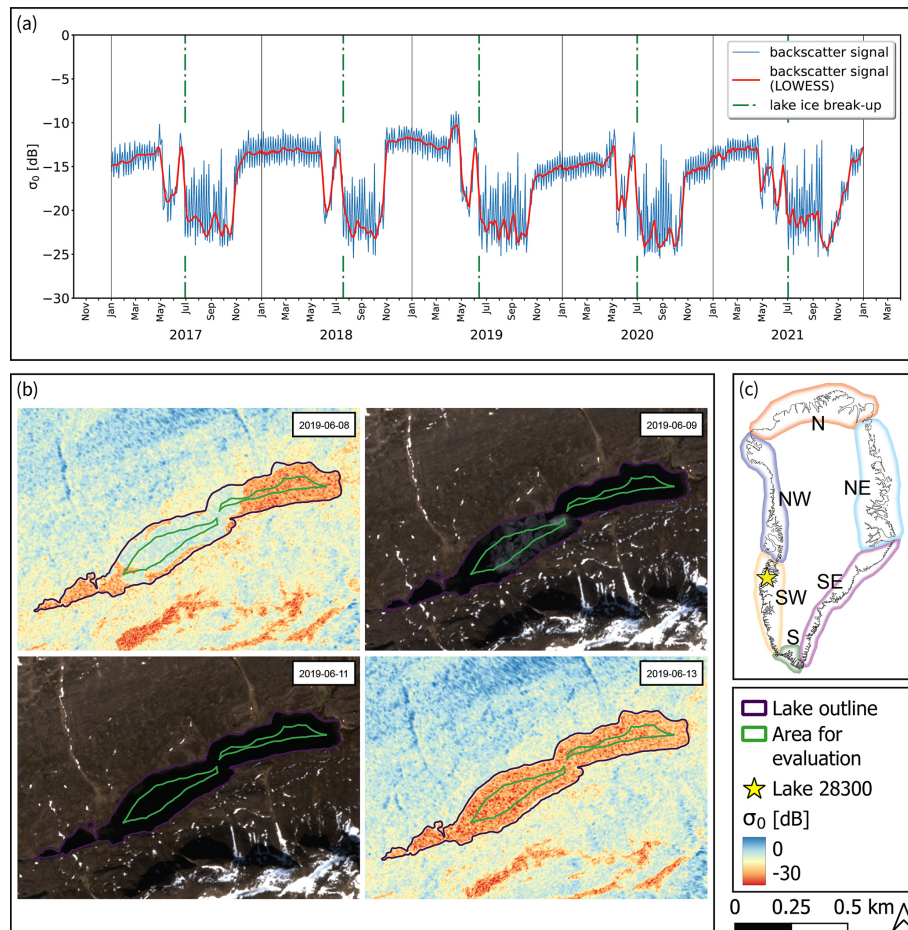 (a)
0
−5
−10
−15
−20
−25
−30
σ₀ [dB]
backscatter signal
backscatter signal
(LOWESS)
lake ice break-up
Nov Jan Mar May Jul Sep Nov Jan Mar May Jul Sep Nov Jan Mar May Jul Sep Nov Jan Mar May Jul Sep Nov Jan Mar May Jul Sep Nov Jan Mar
2017 2018 2019 2020 2021
(b)
2019-06-08
2019-06-09
2019-06-11
2019-06-13
(c)
N
NW
NE
SW
SE
S
Lake outline
Area for
evaluation
Lake 28300
σ₀ [dB]
0
-30
0 0.25 0.5 km